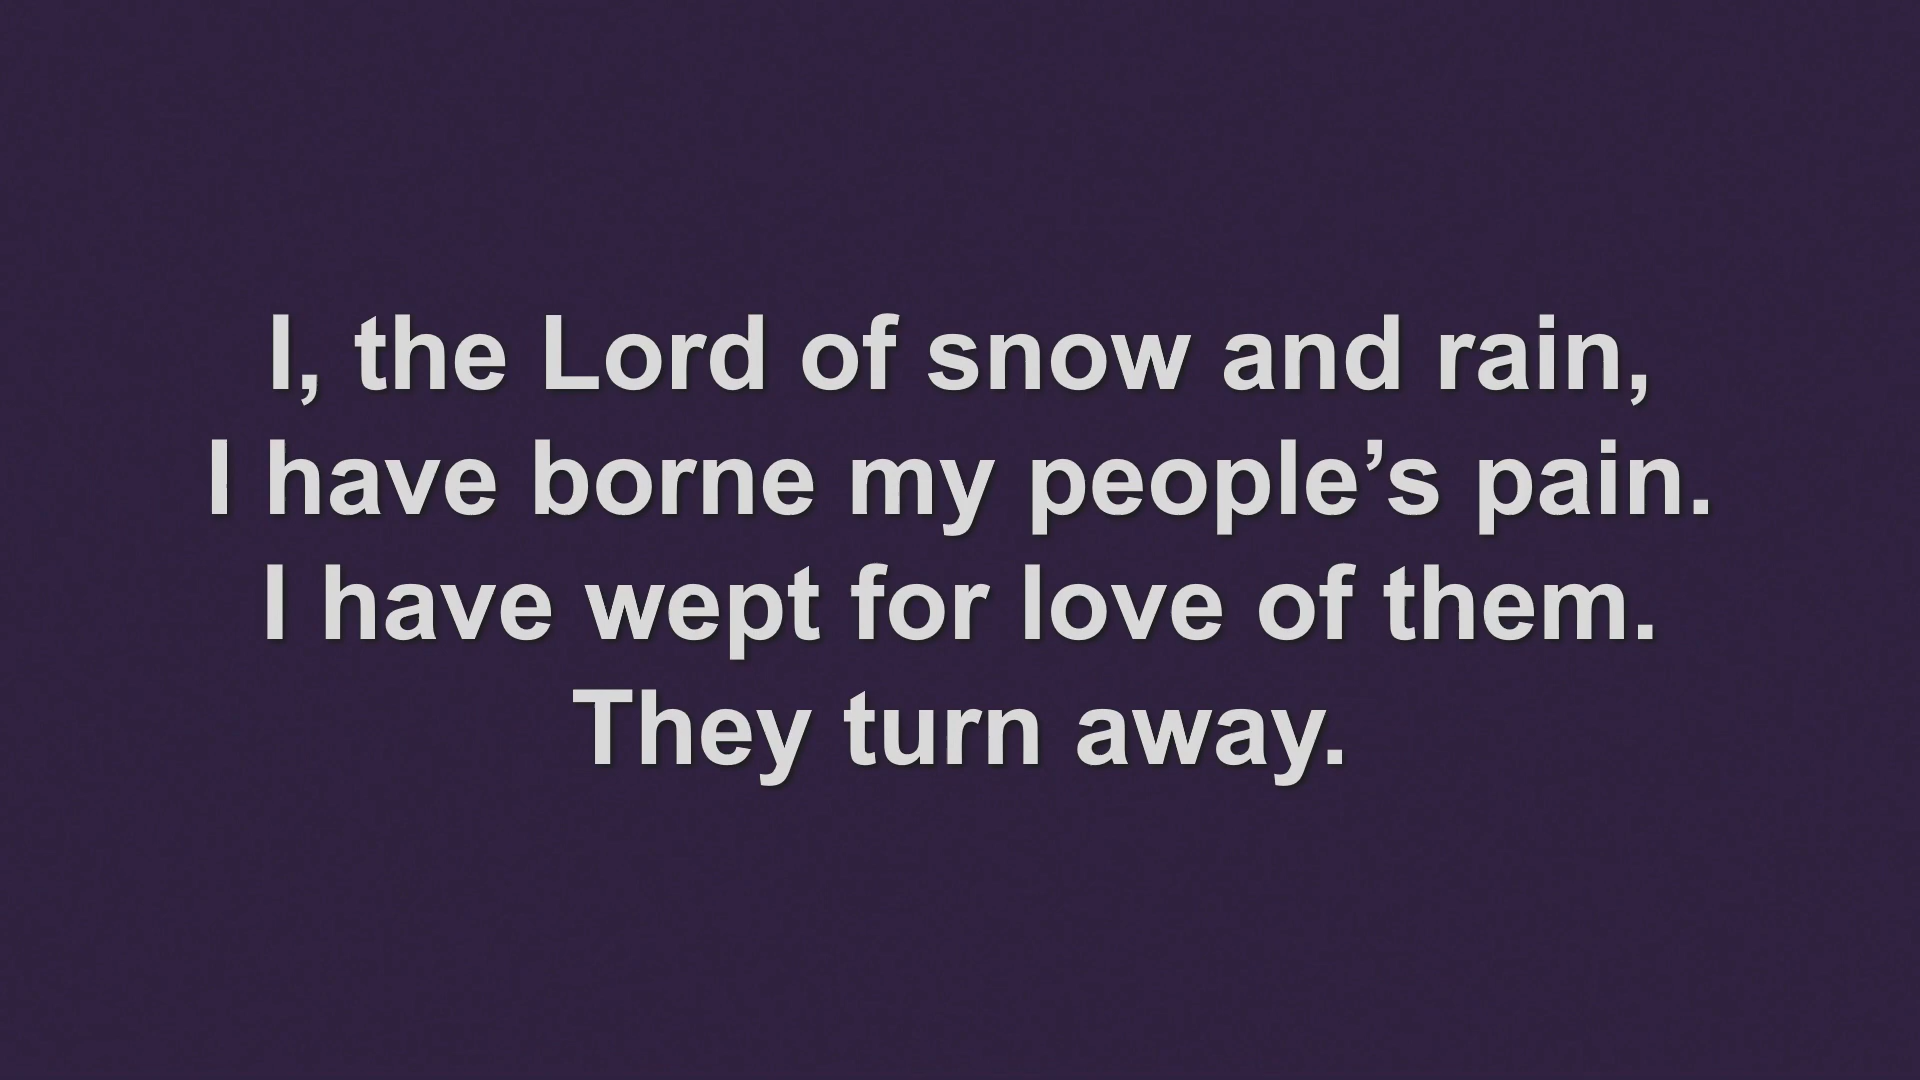 I, the Lord of snow and rain,
I have borne my people’s pain.
I have wept for love of them.
They turn away.